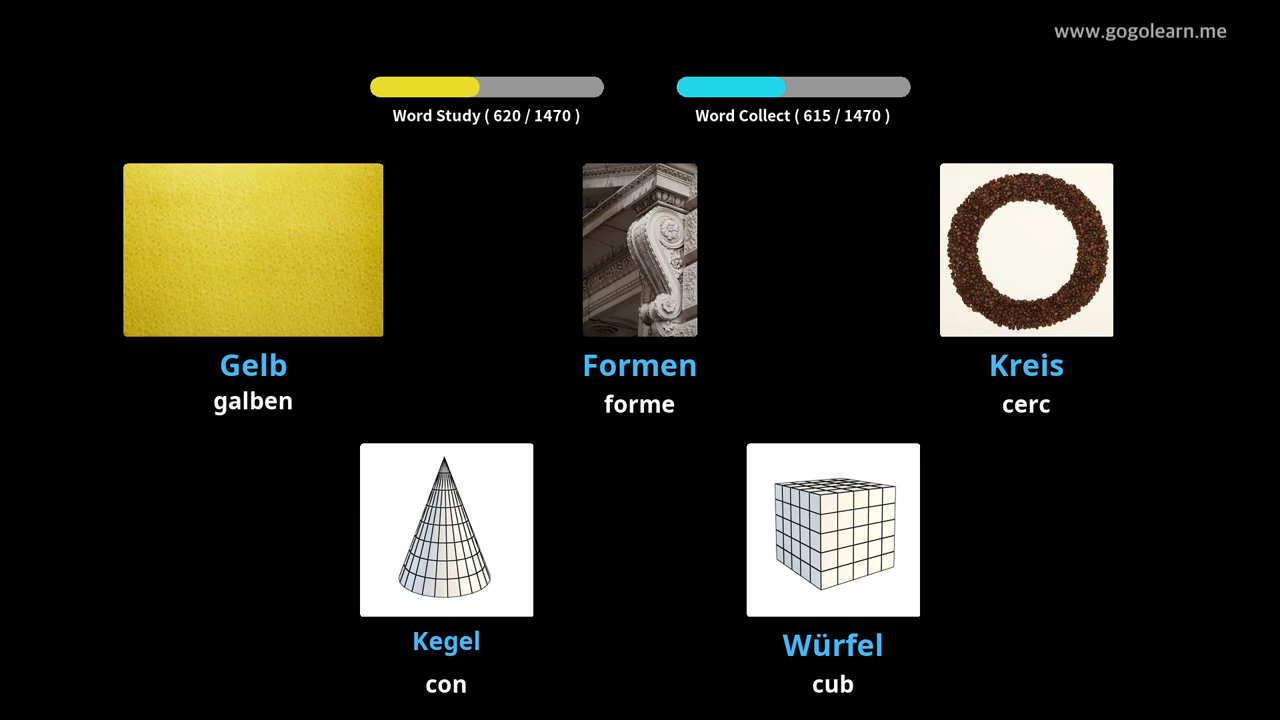 www.gogolearn.me
Word Study ( 620 / 1470 )
Word Collect ( 615 / 1470 )
Gelb
galben
Formen
forme
Kreis
cerc
Kegel
con
Würfel
cub